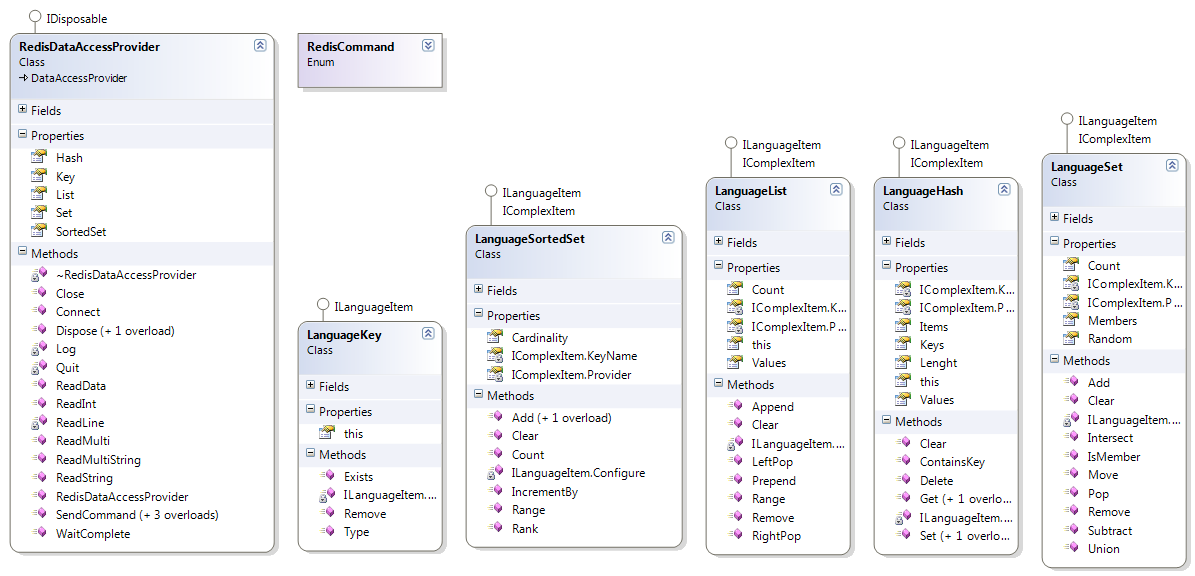 IDisposable
RedisDataAccessProvider
Class
DataAccessProvider
Fields
Properties
Hash
Key
List
Set
SortedSet
Methods
~RedisDataAccessProvider
Close
Connect
Dispose (+ 1 overload)
Log
Quit
ReadData
ReadInt
ReadLine
ReadMulti
ReadMultiString
ReadString
RedisDataAccessProvider
SendCommand (+ 3 overloads)
WaitComplete
RedisCommand
Enum
ILanguageItem
LanguageKey
Class
Fields
Properties
this
Methods
Exists
ILanguageItem....
Remove
Type
ILanguageItem
IComplexItem
LanguageSortedSet
Class
Fields
Properties
Cardinality
IComplexItem.KeyName
IComplexItem.Provider
Methods
Add (+ 1 overload)
Clear
Count
ILanguageItem.Configure
IncrementBy
Range
Rank
ILanguageItem
IComplexItem
LanguageList
Class
Fields
Properties
Count
IComplexItem.K...
IComplexItem.P...
this
Values
Methods
Append
Clear
ILanguageItem....
LeftPop
Prepend
Range
Remove
RightPop
ILanguageItem
IComplexItem
LanguageHash
Class
Fields
Properties
IComplexItem.K...
IComplexItem.P...
Items
Keys
Lenght
this
Values
Methods
Clear
ContainsKey
Delete
Get (+ 1 overlo...
ILanguageItem....
Set (+ 1 overlo...
ILanguageItem
IComplexItem
LanguageSet
Class
Fields
Properties
Count
IComplexItem.K...
IComplexItem.P...
Members
Random
Methods
Add
Clear
ILanguageItem....
Intersect
IsMember
Move
Pop
Remove
Subtract
Union